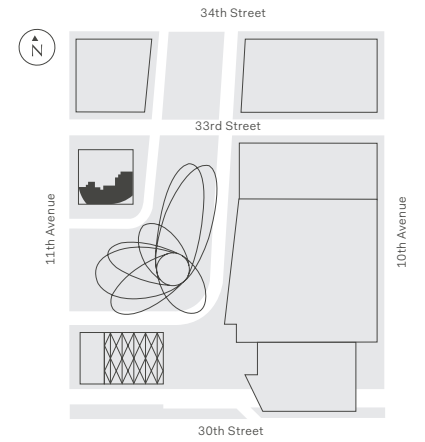 34th Street
N
33rd Street
11th Avenue
10th Avenue
30th Street